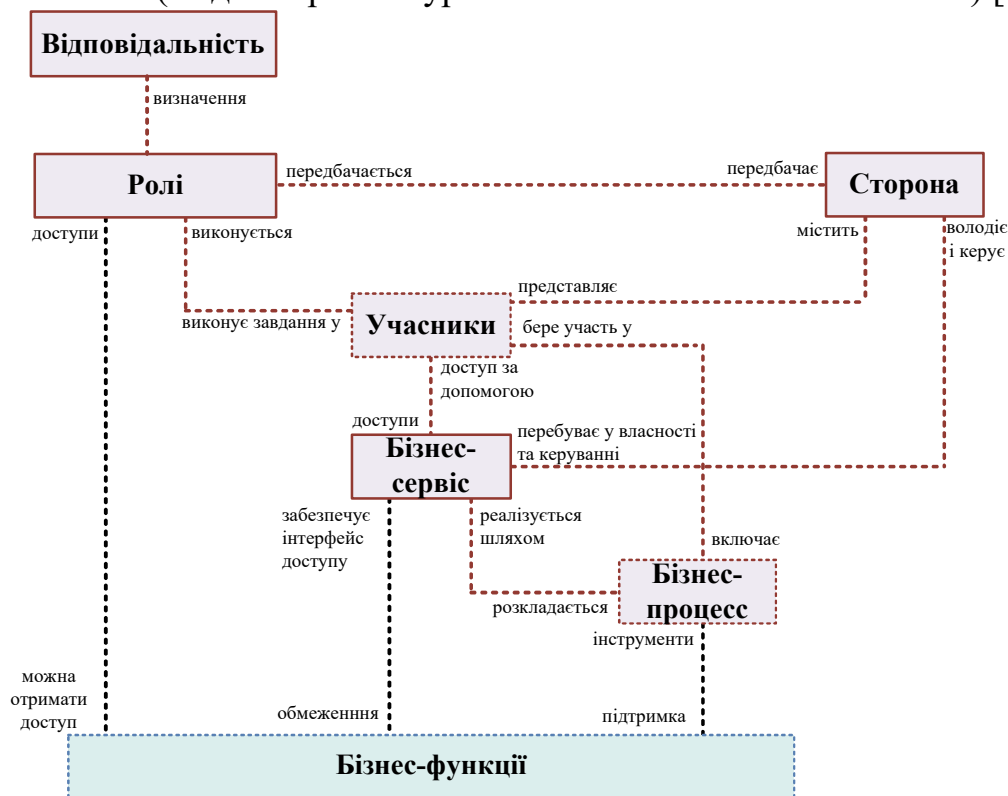 Відповідальність
визначення
Ролі
передбачається
передбачає
Сторона
доступи
виконується
містить
володіє
і керує
представляє
виконує завдання у
Учасники
бере участь у
доступ за
допомогою
доступи
Бізнес-
сервіс
перебуває у власності
та керуванні
забезпечує
інтерфейс
доступу
реалізується
шляхом
включає
Бізнес-
процесс
розкладається
інструменти
можна
отримати
доступ
обмеженння
підтримка
Бізнес-функції